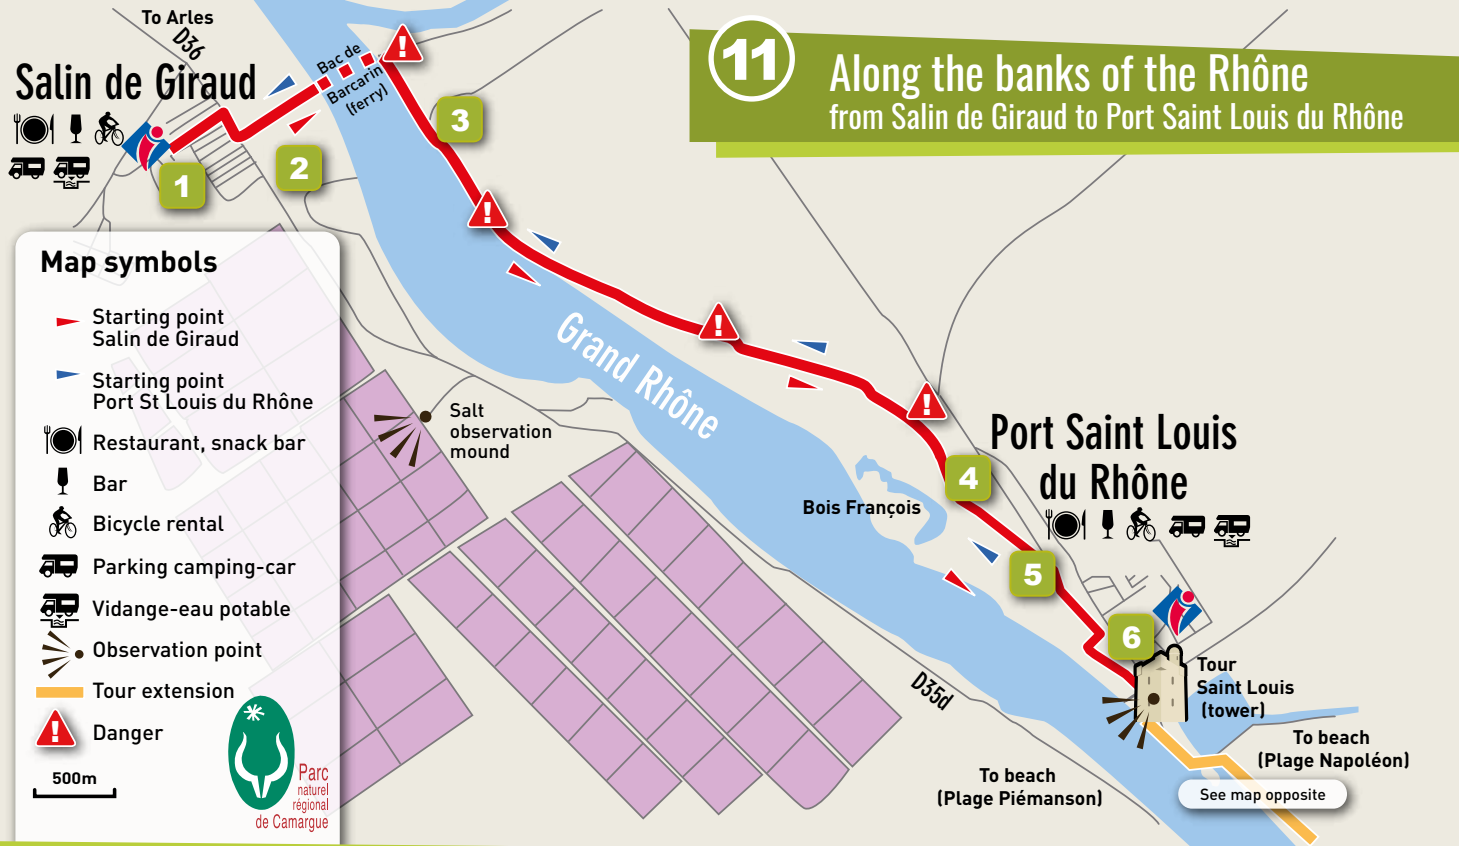 11
Along the banks of the Rhône
from Salin de Giraud to Port Saint Louis du Rhône
To Arles
D36
Salin de Giraud
Bac de
Barcarin
(ferry)
!
1
2
3
!
Map symbols
Starting point
Salin de Giraud
Starting point
Port St Louis du Rhône
Restaurant, snack bar
Bar
Bicycle rental
Parking camping-car
Vidange-eau potable
Observation point
Tour extension
! Danger
500m
Parc
naturel
régional
de Camargue
Grand Rhône
!
Salt
observation
mound
!
Port Saint Louis
du Rhône
4
Bois François
5
6
Tour
Saint Louis
(tower)
D35d
To beach
(Plage Napoléon)
To beach
(Plage Piémanson)
See map opposite